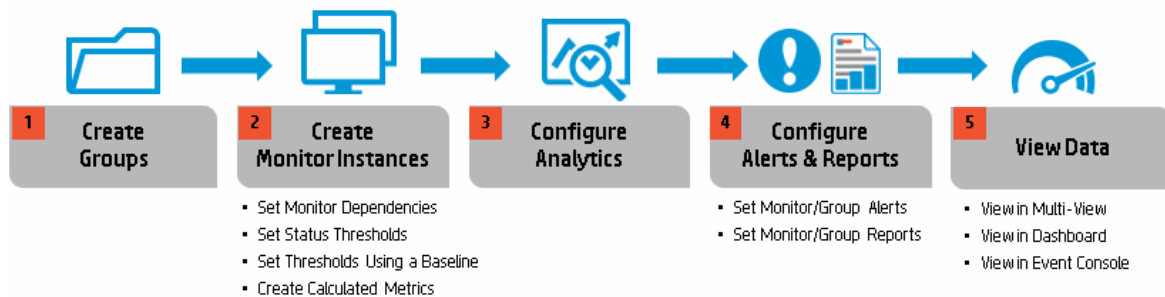 1
Create
Groups
2
Create
Monitor Instances
▪ Set Monitor Dependencies
▪ Set Status Thresholds
▪ Set Thresholds Using a Baseline
▪ Create Calculated Metrics
3
Configure
Analytics
4
Configure
Alerts & Reports
▪ Set Monitor/Group Alerts
▪ Set Monitor/Group Reports
5
View Data
▪ View in Multi-View
▪ View in Dashboard
▪ View in Event Console